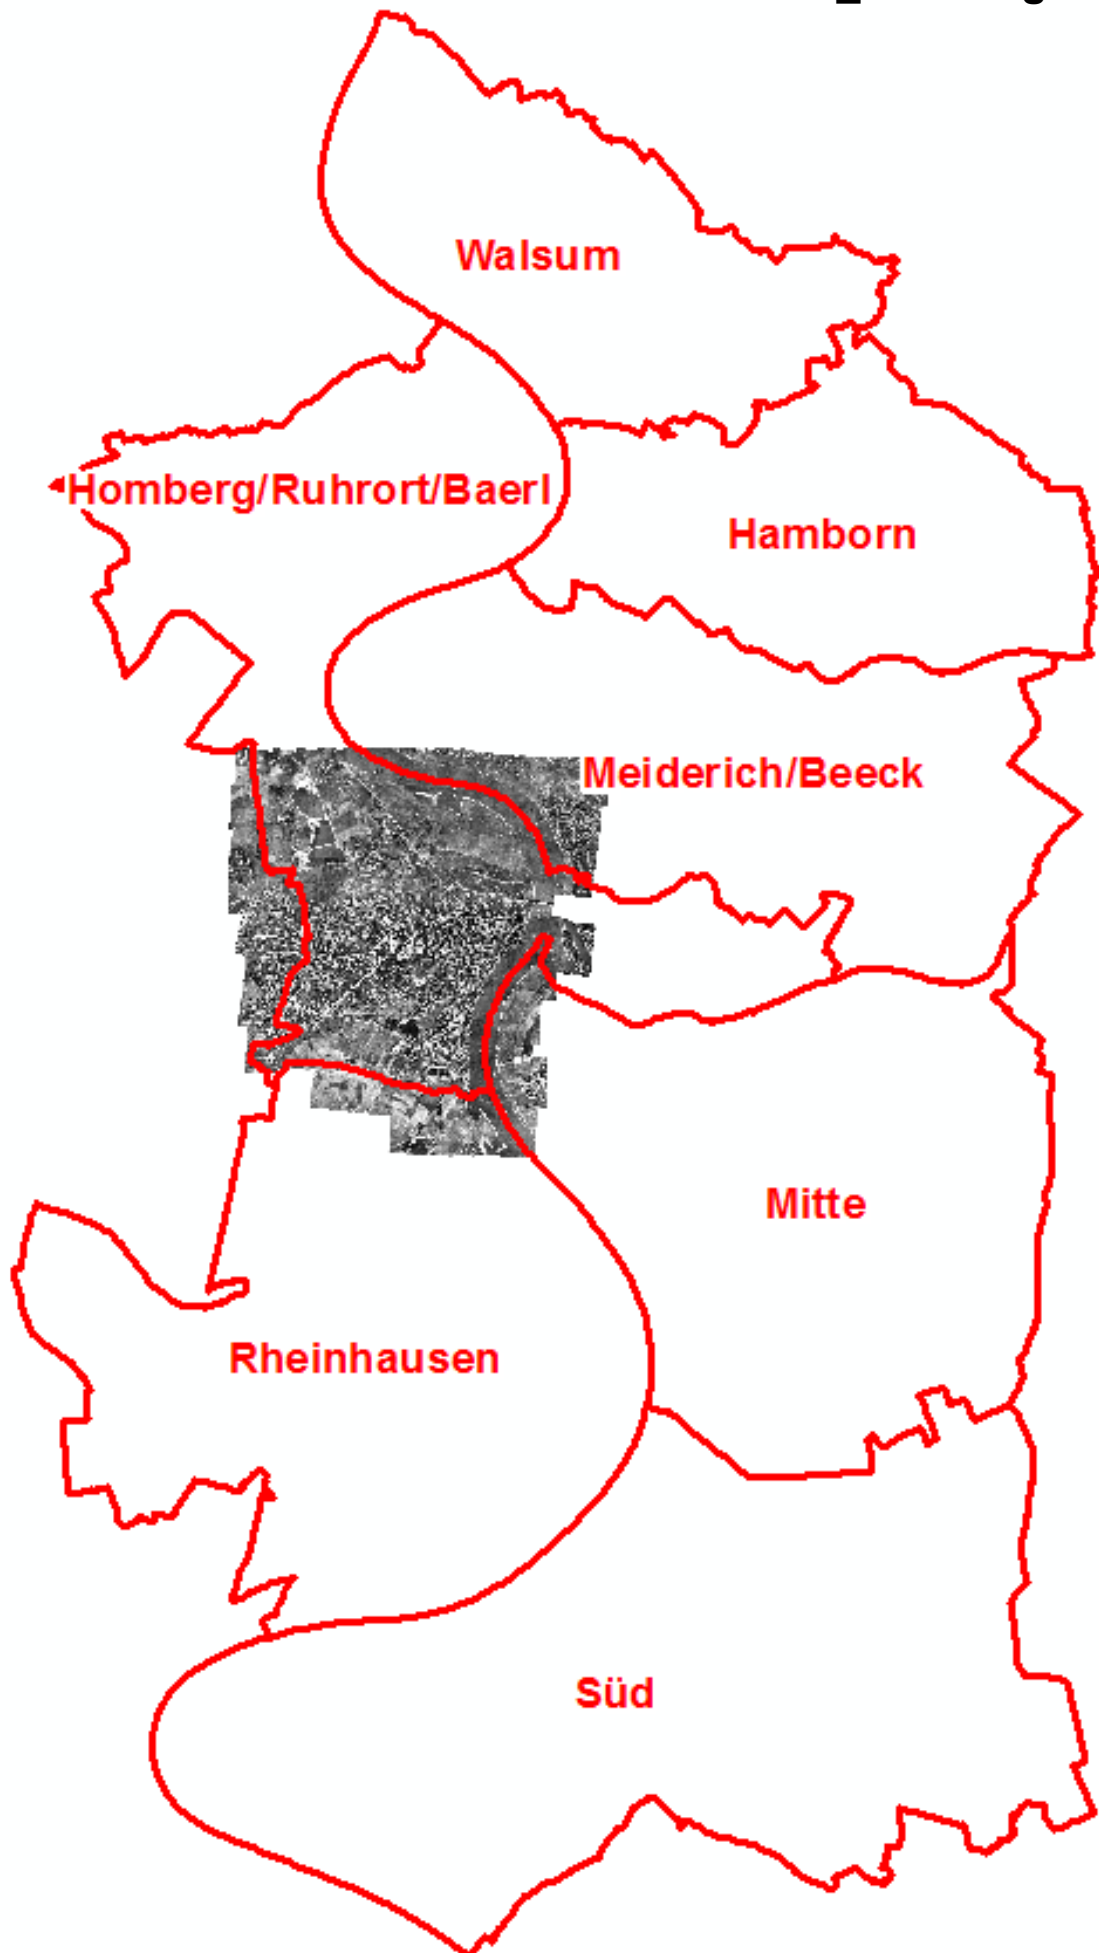 Walsum
Homberg/Ruhrort/Baerl
Hamborn
Meiderich/Beeck
Mitte
Rheinhausen
Süd